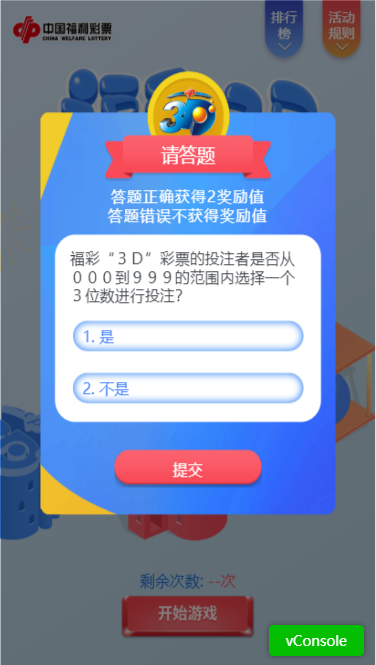 中国福利彩票
CHINA WELFARE LOTTERY
排行
榜
活动
规则
3D
请答题
答题正确获得2奖励值
答题错误不获得奖励值
福彩“３Ｄ”彩票的投注者是否从
０００到９９９的范围内选择一个
３位数进行投注?
1. 是
2. 不是
提交
剩余次数: --次
开始游戏
vConsole